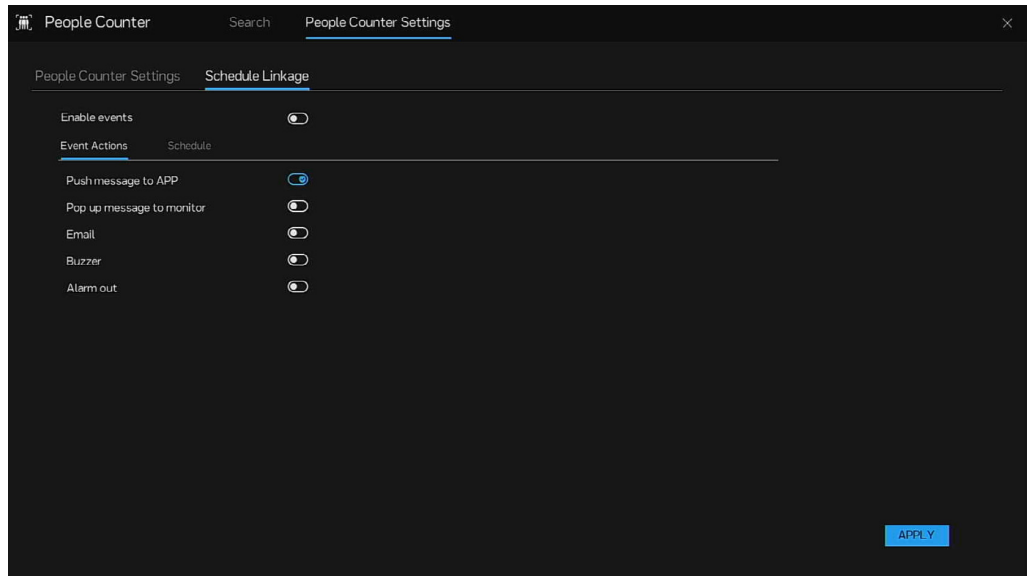 People Counter Search People Counter Settings
People Counter Settings Schedule Linkage
Enable events
Event Actions Schedule
Push message to APP
Pop up message to monitor
Email
Buzzer
Alarm out
APPLY